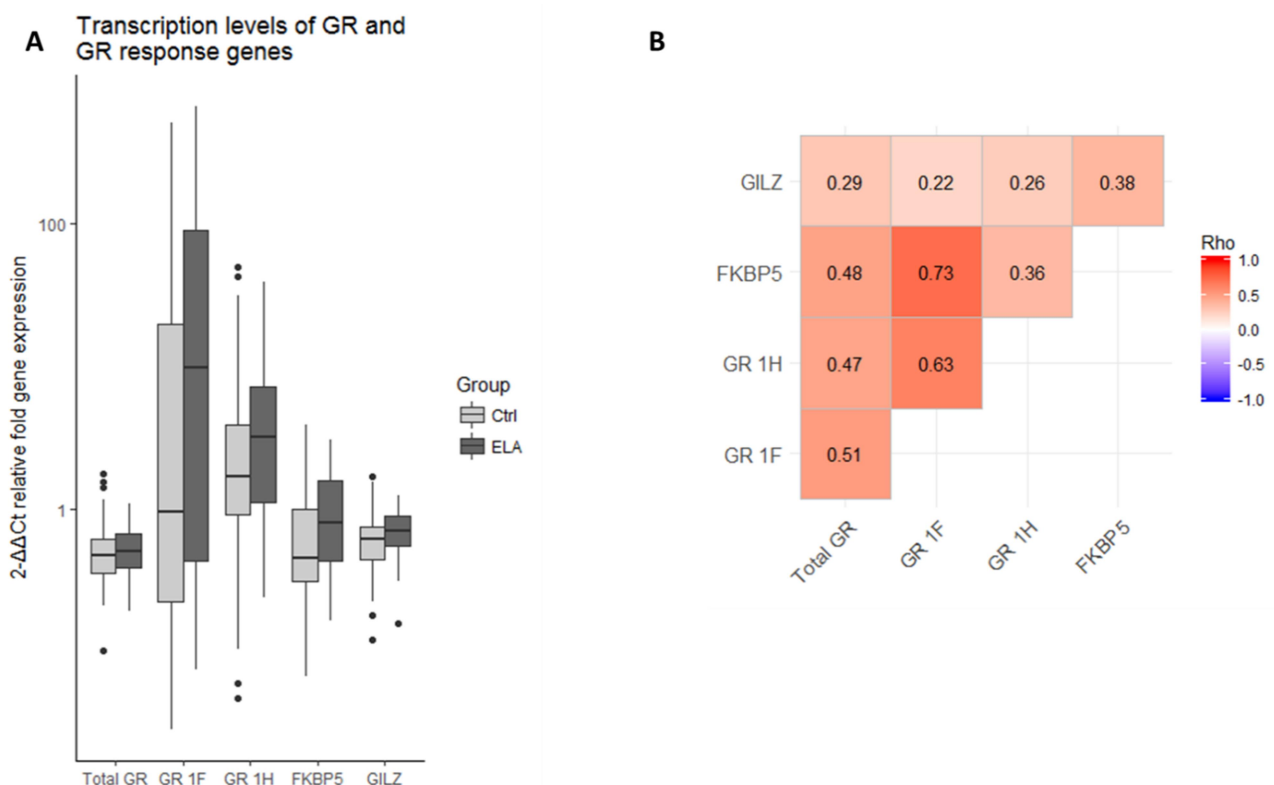 A
Transcription levels of GR and
GR response genes
2-ΔΔCt relative fold gene expression
100
1
Total GR GR 1F GR 1H FKBP5 GILZ
Group
Ctrl
ELA
B
GILZ 0.29 0.22 0.26 0.38
FKBP5 0.48 0.73 0.36
GR 1H 0.47 0.63
GR 1F 0.51
Total GR GR 1F GR 1H FKBP5
Rho
1.0
0.5
0.0
-0.5
-1.0